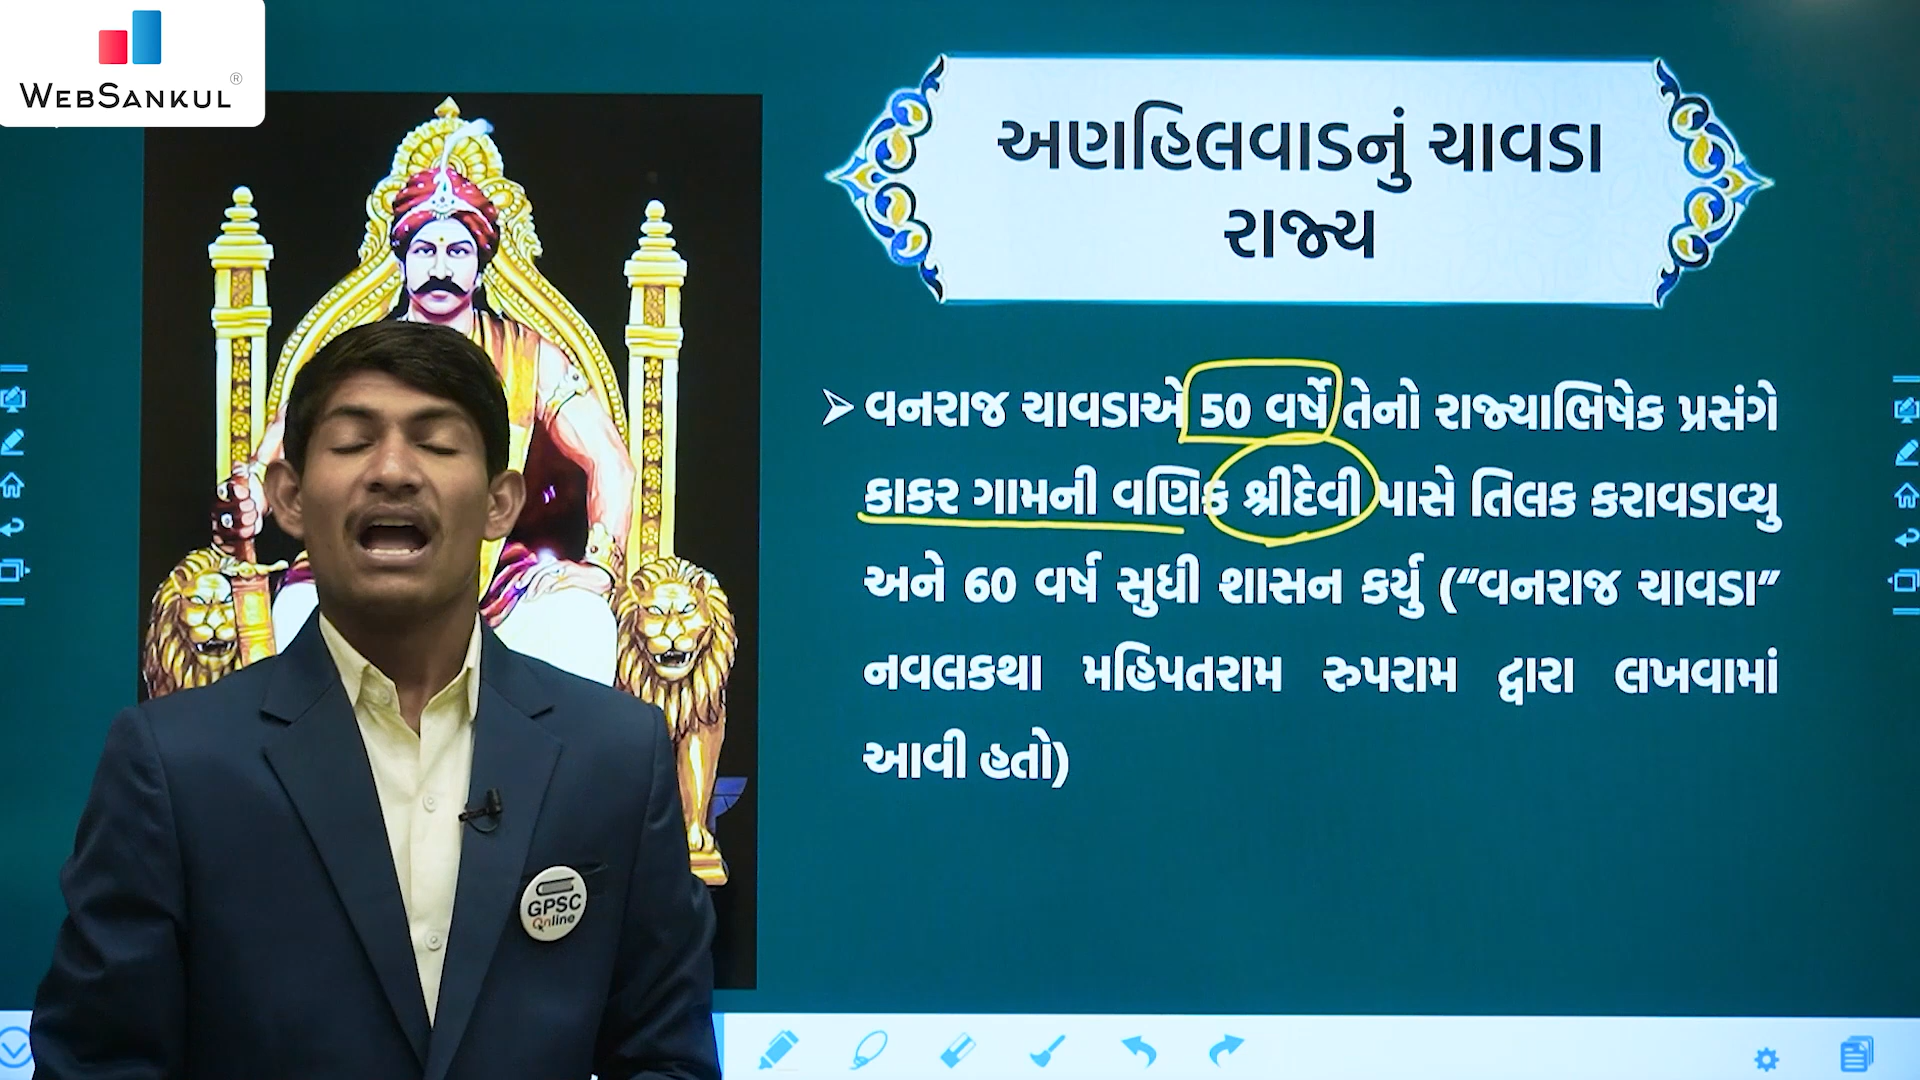 WEBSANKUL®
અણહિલવાડનું ચાવડા
રાજ્ય
➢ વનરાજ ચાવડાએ 50 વર્ષે તેનો રાજ્યાભિષેક પ્રસંગે
કાકર ગામની વણિક શ્રીદેવી પાસે તિલક કરાવડાવ્યુ
અને 60 વર્ષ સુધી શાસન કર્યુ (“વનરાજ ચાવડા”
નવલકથા મહિપતરામ રુપરામ દ્વારા લખવામાં
આવી હતો)
GPSC
Online